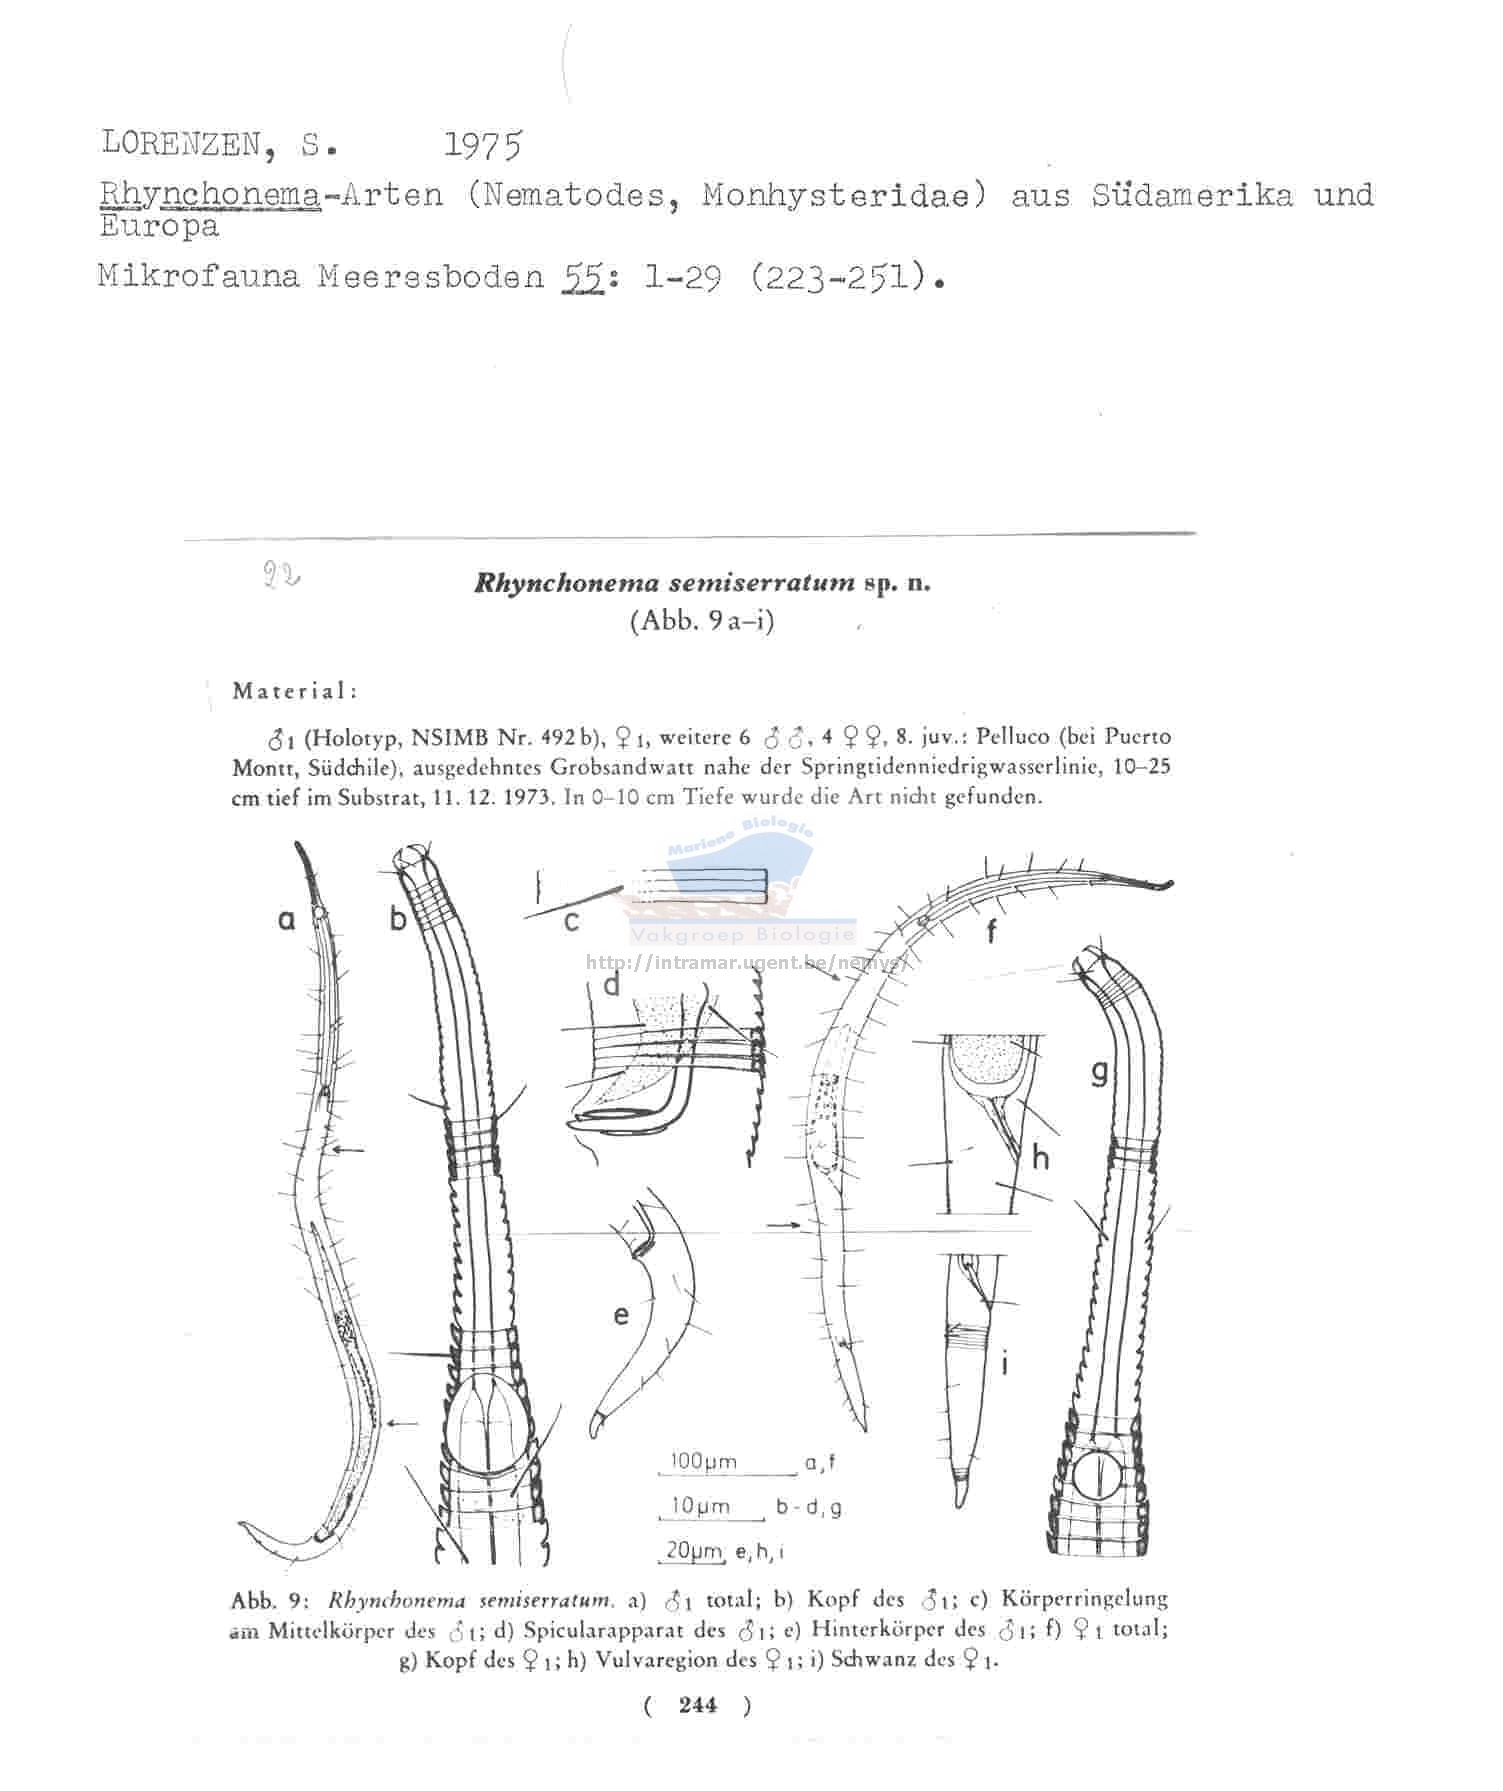 LORENZEN, S. 1975
Rhynchonema-Arten (Nematodes, Monhysteridae) aus Südamerika und
Europa
Mikrofauna Meeresboden 55: 1-29 (223-251).
22
Rhynchonema semiserratum sp. n.
(Abb. 9 a–i)
Material:
♂1 (Holotyp, NSIMB Nr. 492 b), ♀1, weitere 6 ♂♂, 4 ♀♀, 8. juv.: Pelluco (bei Puerto
Montt, Südchile), ausgedehntes Grobsandwatt nahe der Springtidenniedrigwasserlinie, 10–25
cm tief im Substrat, 11. 12. 1973. In 0–10 cm Tiefe wurde die Art nicht gefunden.
Mariene Biologie
a
b
c
f
Vakgroep Biologie
http://intramar.ugent.be/nemys/
d
g
h
e
i
100µm a,f
10µm b-d,g
20µm e,h,i
Abb. 9: Rhynchonema semiserratum. a) ♂1 total; b) Kopf des ♂1; c) Körperringelung
am Mittelkörper des ♂1; d) Spicularapparat des ♂1; e) Hinterkörper des ♂1; f) ♀1 total;
g) Kopf des ♀1; h) Vulvaregion des ♀1; i) Schwanz des ♀1.
( 244 )